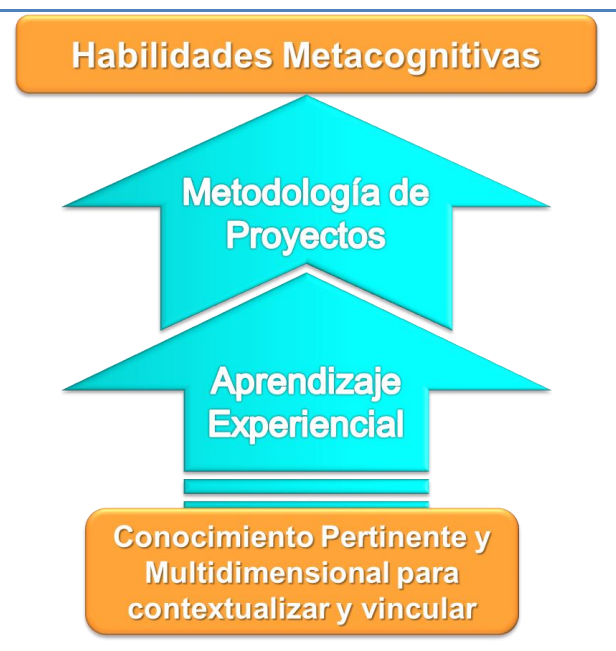 Habilidades Metacognitivas
Metodología de
Proyectos
Aprendizaje
Experiencial
Conocimiento Pertinente y
Multidimensional para
contextualizar y vincular